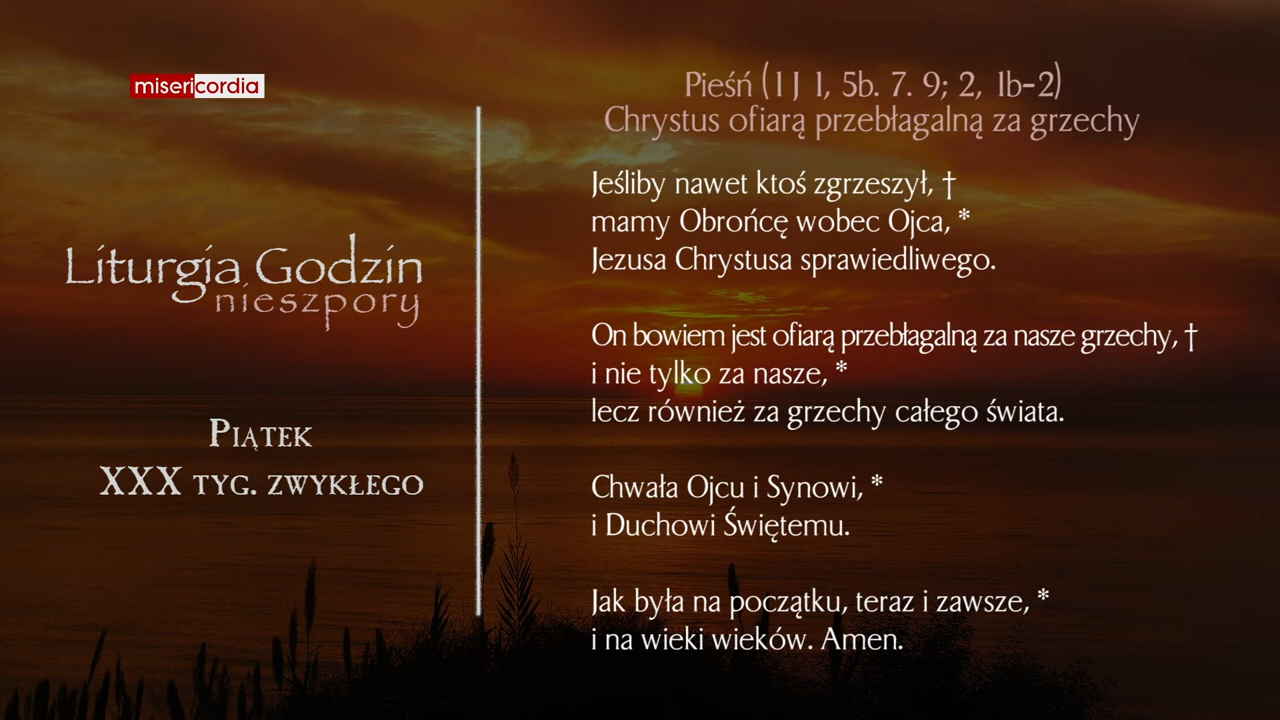 misericordia
Liturgia Godzin
nieszpory
Piątek
XXX tyg. zwykłego
Pieśń (1 J 1, 5b. 7. 9; 2, 1b-2)
Chrystus ofiarą przebłagalną za grzechy
Jeśliby nawet ktoś zgrzeszył, †
mamy Obrońcę wobec Ojca, *
Jezusa Chrystusa sprawiedliwego.
On bowiem jest ofiarą przebłagalną za nasze grzechy, †
i nie tylko za nasze, *
lecz również za grzechy całego świata.
Chwała Ojcu i Synowi, *
i Duchowi Świętemu.
Jak była na początku, teraz i zawsze, *
i na wieki wieków. Amen.